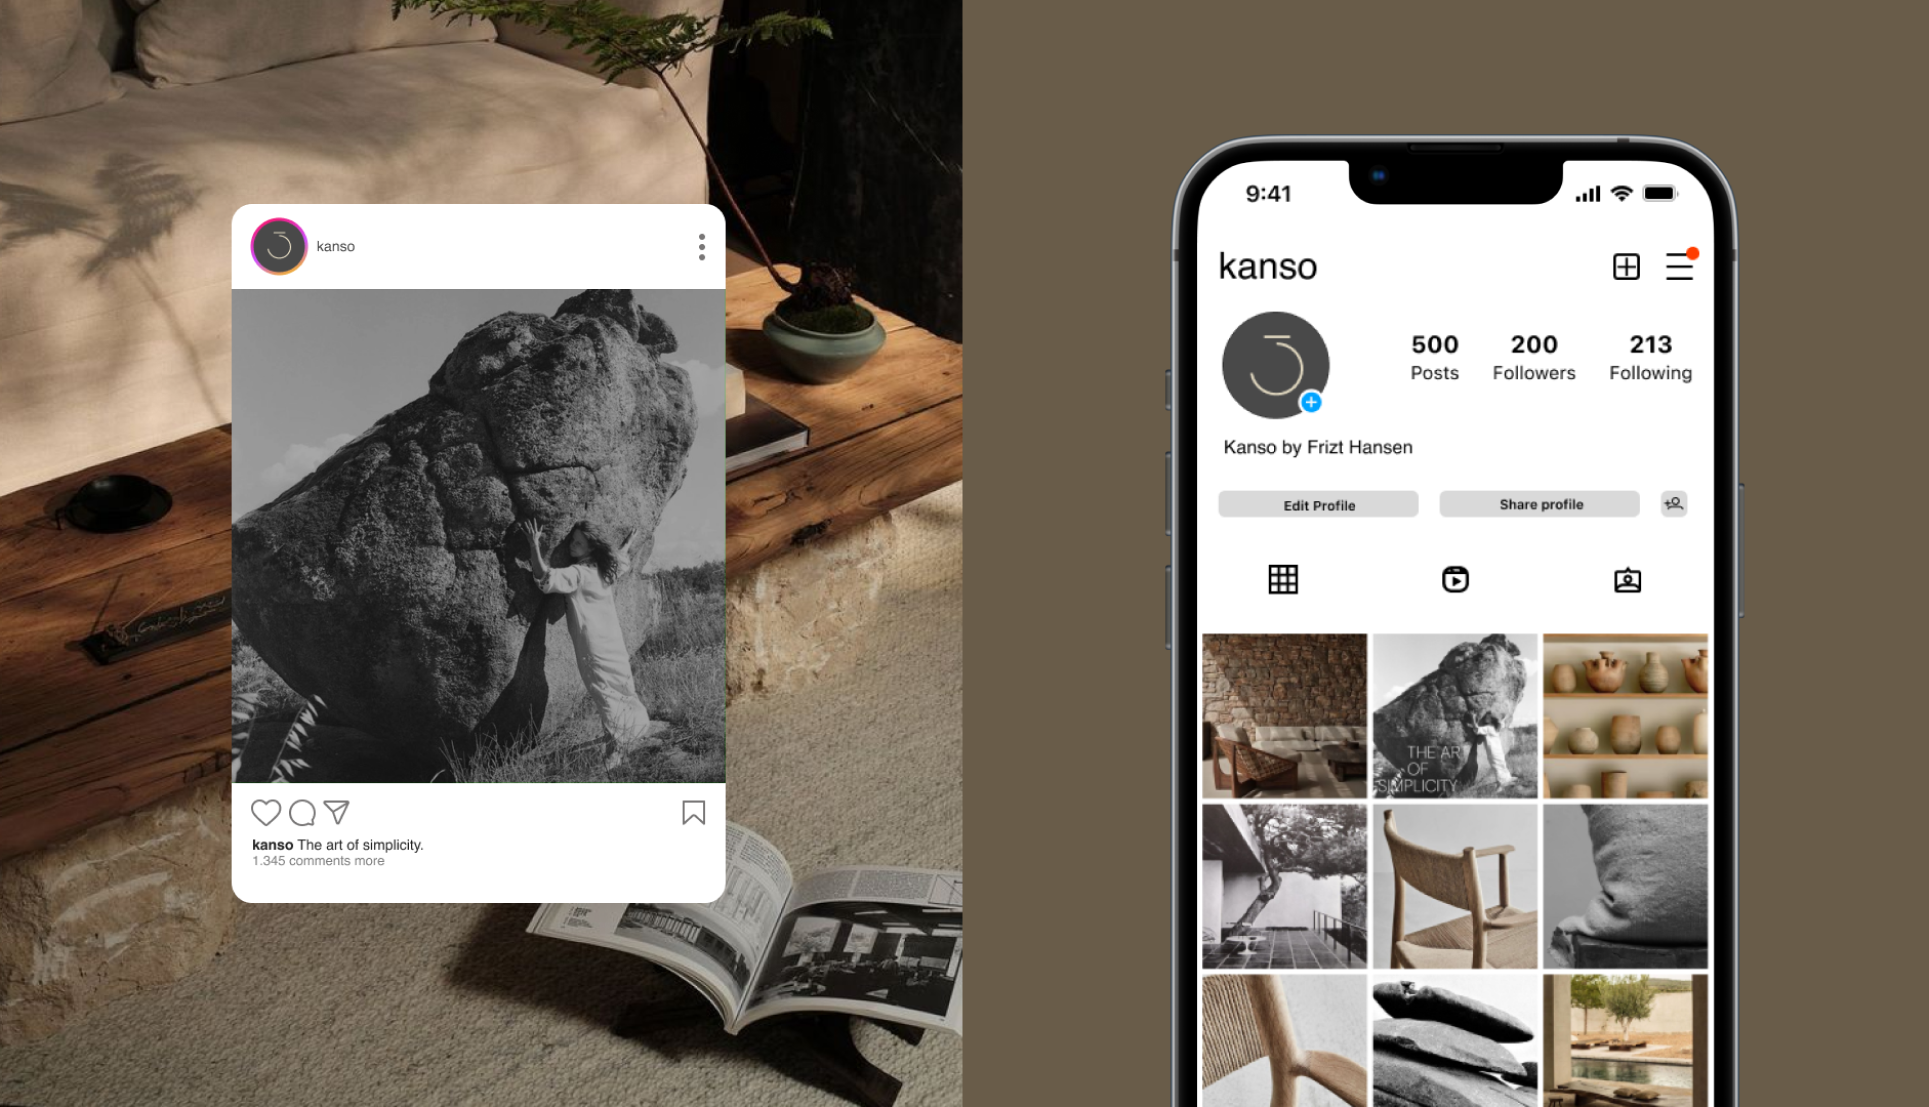 kanso
kanso The art of simplicity.
1.345 comments more
9:41
kanso
500
Posts
200
Followers
213
Following
Kanso by Frizt Hansen
Edit Profile
Share profile
THE AR
OF
SIMPLICITY